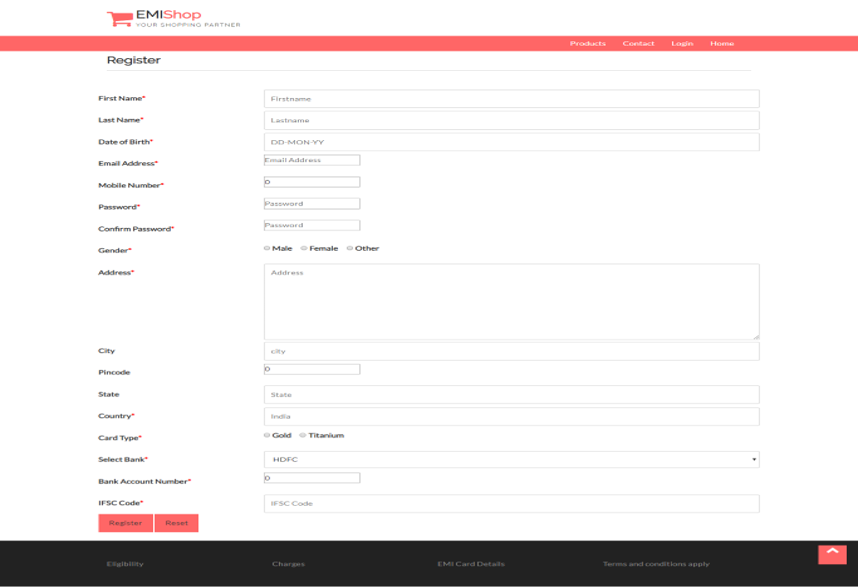 EMIShop
YOUR SHOPPING PARTNER
Products Contact Login Home
Register
First Name* Firstname
Last Name* Lastname
Date of Birth* DD-MON-YY
Email Address* Email Address
Mobile Number* 0
Password* Password
Confirm Password* Password
Gender* Male Female Other
Address* Address
City city
Pincode 0
State State
Country* India
Card Type* Gold Titanium
Select Bank* HDFC
Bank Account Number* 0
IFSC Code* IFSC Code
Register Reset
Eligibility Charges EMI Card Details Terms and conditions apply